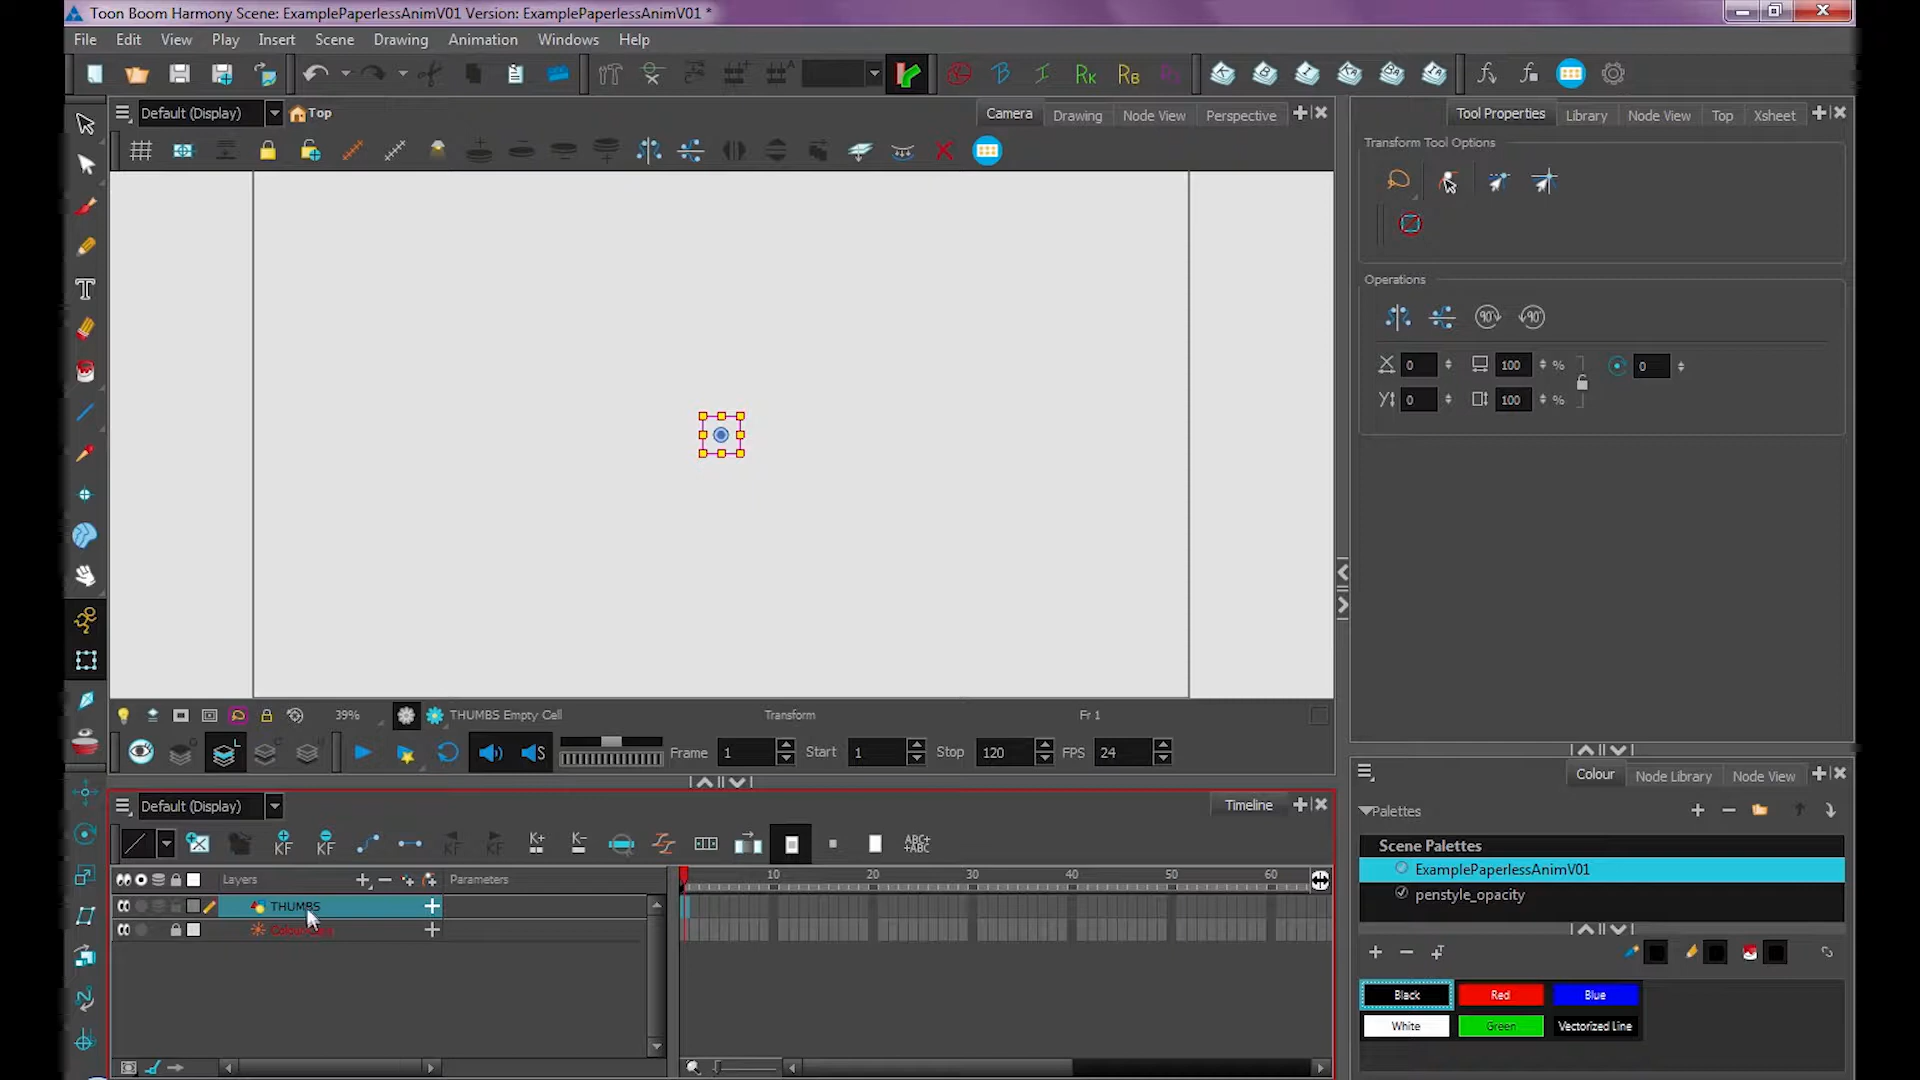 Toon Boom Harmony Scene: ExamplePaperlessAnimV01 Version: ExamplePaperlessAnimV01 *
File Edit View Play Insert Scene Drawing Animation Windows Help
Default (Display) Top Camera Drawing Node View Perspective
Tool Properties Library Node View Top Xsheet
Transform Tool Options
Operations
0 100 % 0
0 100 %
39% THUMBS Empty Cell Transform Fr 1
Frame 1 Start 1 Stop 120 FPS 24
Default (Display) Timeline
Layers Parameters
10 20 30 40 50 60
THUMBS
Colour Node Library Node View
Palettes
Scene Palettes
ExamplePaperlessAnimV01
penstyle_opacity
Black Red Blue
White Green Vectorized Line